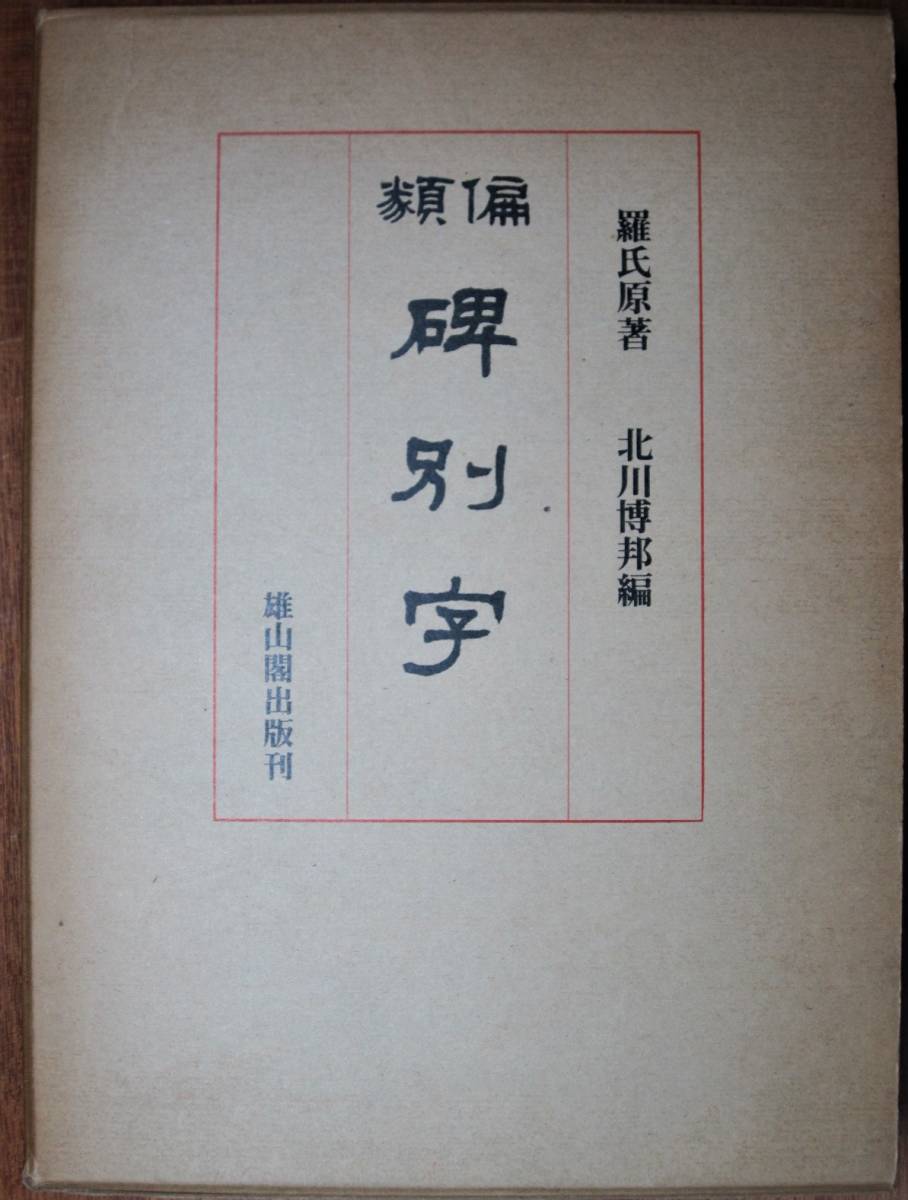 羅氏原著 北川博邦編
偏類
碑別字
雄山閣出版刊